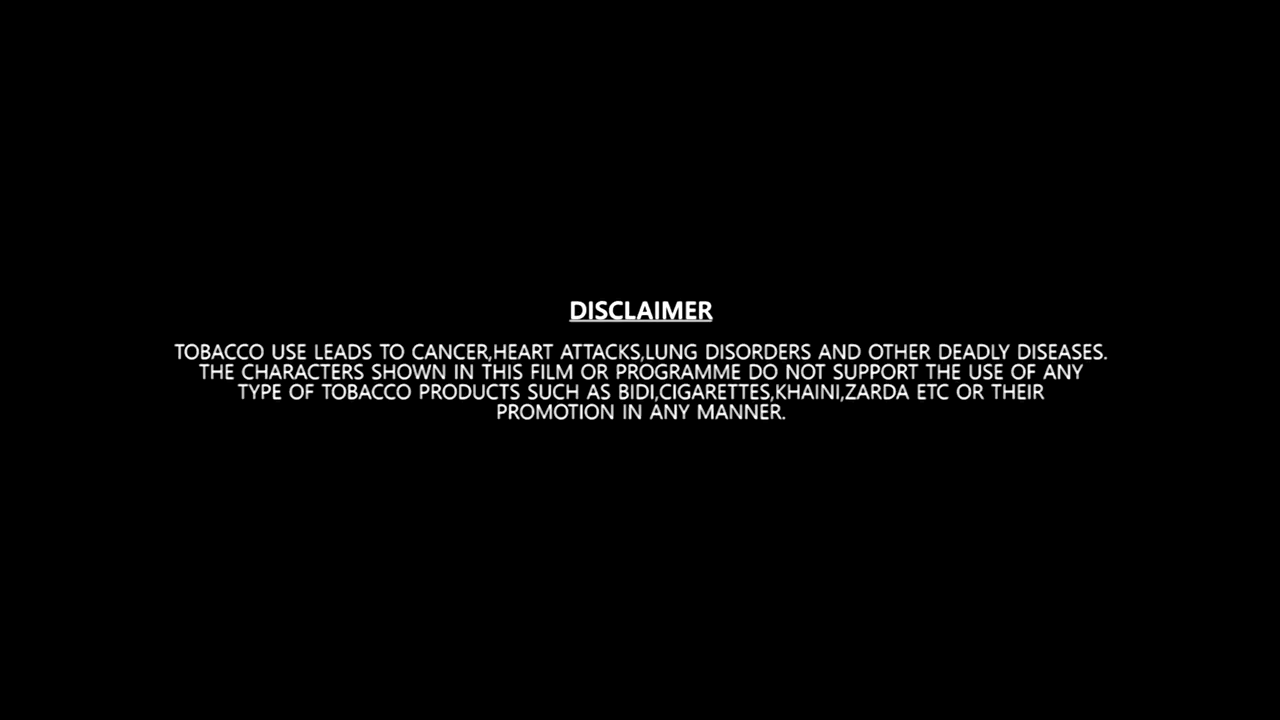 DISCLAIMER
TOBACCO USE LEADS TO CANCER,HEART ATTACKS,LUNG DISORDERS AND OTHER DEADLY DISEASES.
THE CHARACTERS SHOWN IN THIS FILM OR PROGRAMME DO NOT SUPPORT THE USE OF ANY
TYPE OF TOBACCO PRODUCTS SUCH AS BIDI,CIGARETTES,KHAINI,ZARDA ETC OR THEIR
PROMOTION IN ANY MANNER.